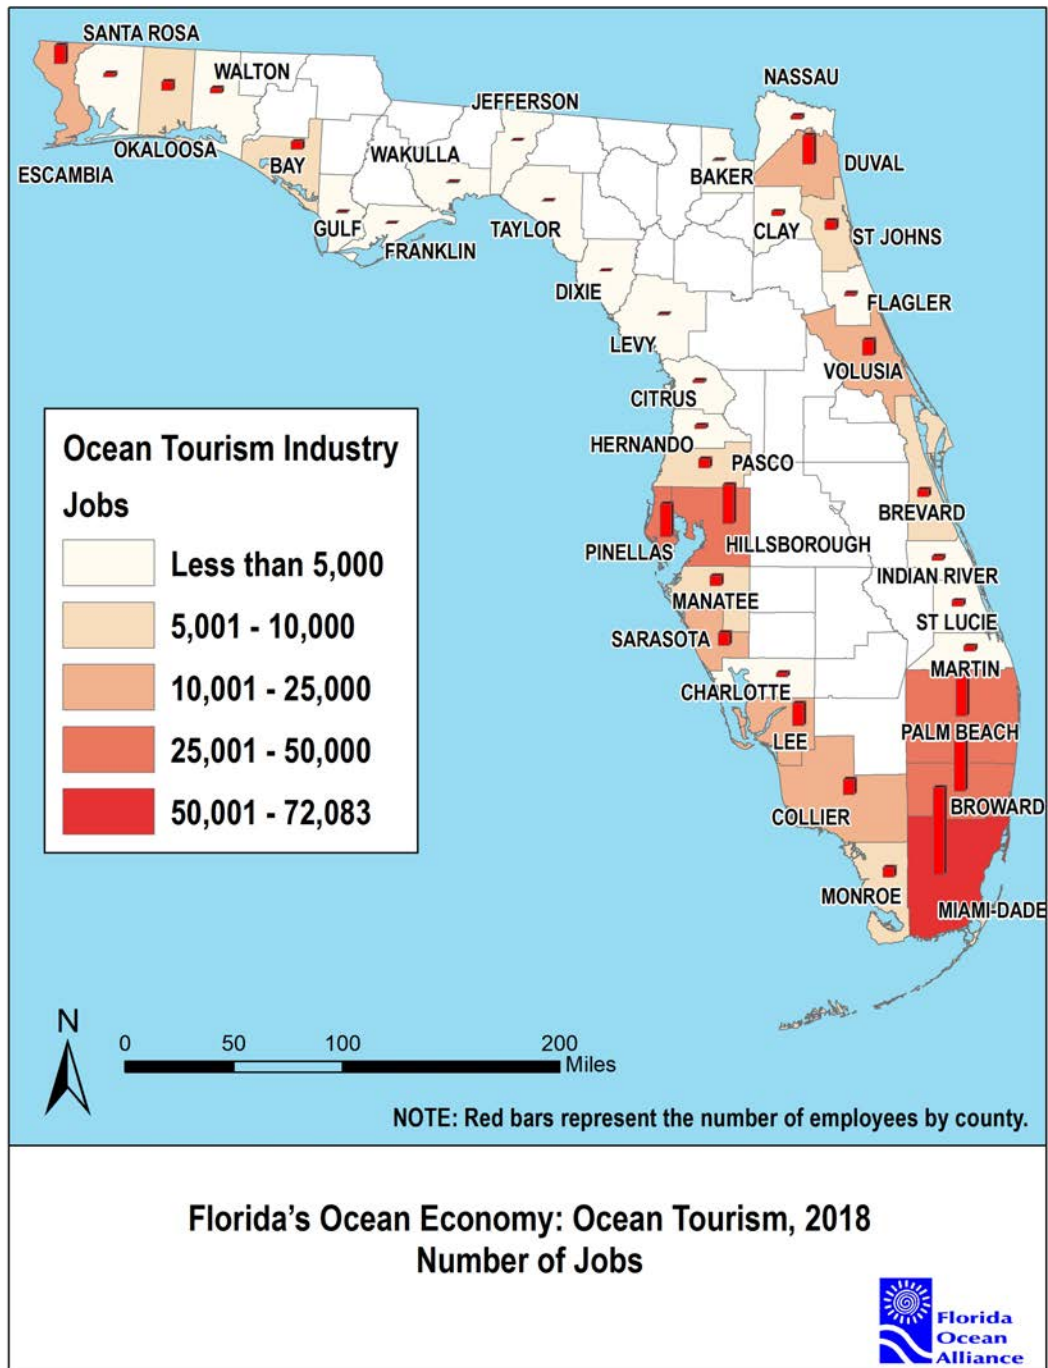 SANTA ROSA
WALTON
NASSAU
JEFFERSON
OKALOOSA
BAY
WAKULLA
BAKER
DUVAL
ESCAMBIA
GULF
FRANKLIN
TAYLOR
CLAY
ST JOHNS
DIXIE
FLAGLER
LEVY
VOLUSIA
CITRUS
HERNANDO
PASCO
BREVARD
PINELLAS
HILLSBOROUGH
INDIAN RIVER
MANATEE
ST LUCIE
SARASOTA
MARTIN
CHARLOTTE
PALM BEACH
LEE
BROWARD
COLLIER
MONROE
MIAMI-DADE
Ocean Tourism Industry
Jobs
Less than 5,000
5,001 - 10,000
10,001 - 25,000
25,001 - 50,000
50,001 - 72,083
N
0 50 100 200
Miles
NOTE: Red bars represent the number of employees by county.
Florida's Ocean Economy: Ocean Tourism, 2018
Number of Jobs
Florida
Ocean
Alliance